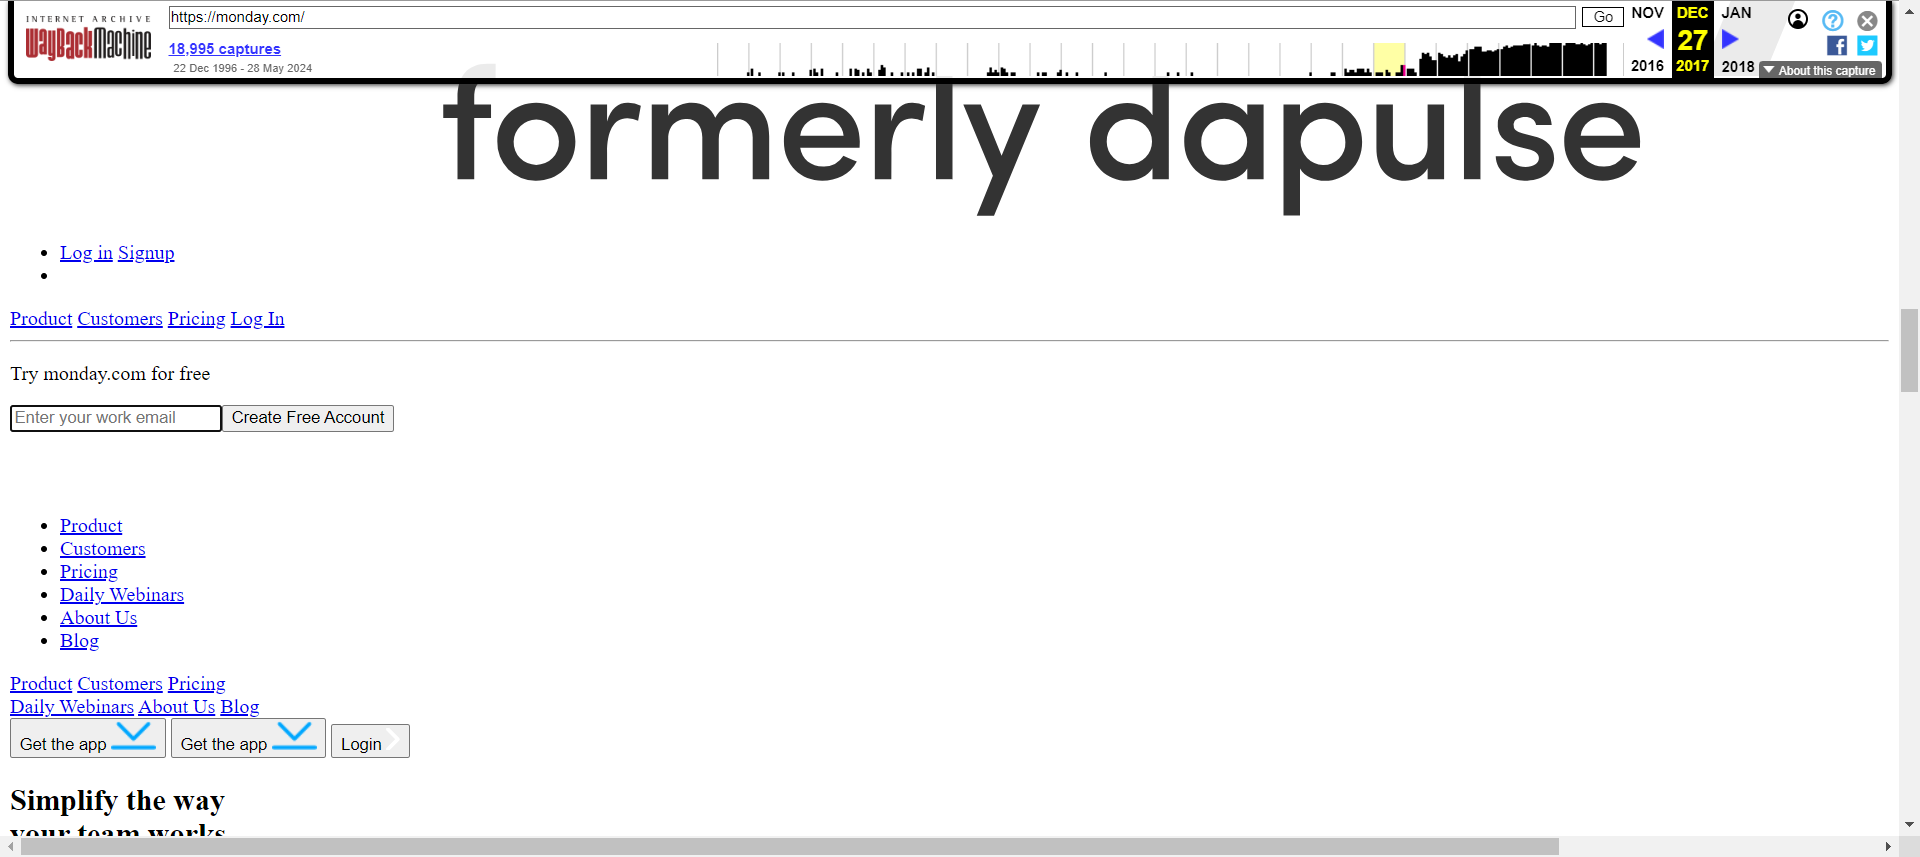 INTERNET ARCHIVE
WayBackMachine
https://monday.com/
Go
NOV
DEC
JAN
18,995 captures
27
22 Dec 1996 - 28 May 2024
2016
2017
2018
About this capture
formerly dapulse
Log in Signup
Product Customers Pricing Log In
Try monday.com for free
Enter your work email
Create Free Account
Product
Customers
Pricing
Daily Webinars
About Us
Blog
Product Customers Pricing
Daily Webinars About Us Blog
Get the app
Get the app
Login
Simplify the way
your team works